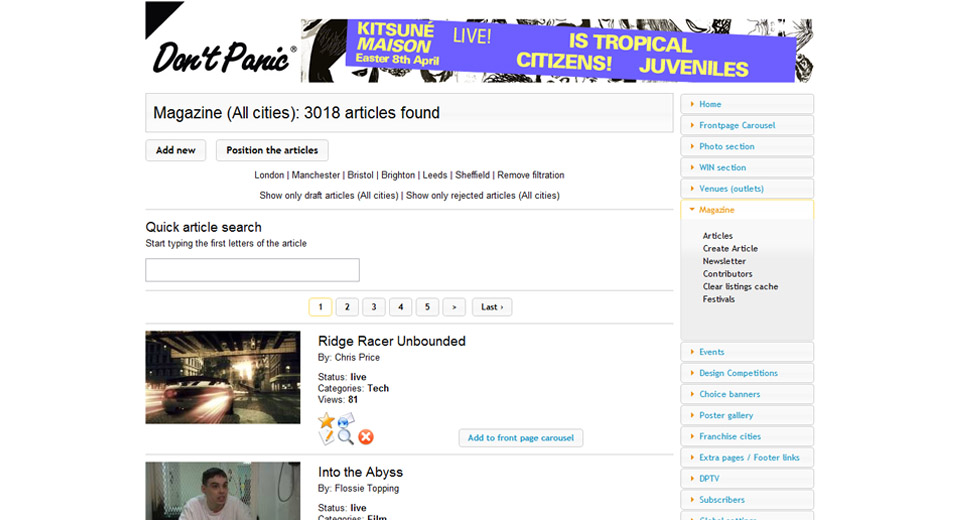 Don't Panic®
KITSUNÉ
MAISON
Easter 8th April
LIVE!
IS TROPICAL
CITIZENS! JUVENILES
Magazine (All cities): 3018 articles found
Add new
Position the articles
London | Manchester | Bristol | Brighton | Leeds | Sheffield | Remove filtration
Show only draft articles (All cities) | Show only rejected articles (All cities)
Quick article search
Start typing the first letters of the article
1 2 3 4 5 > Last ›
Ridge Racer Unbounded
By: Chris Price
Status: live
Categories: Tech
Views: 81
Add to front page carousel
Into the Abyss
By: Flossie Topping
Status: live
Categories: Film
Home
Frontpage Carousel
Photo section
WIN section
Venues (outlets)
Magazine
Articles
Create Article
Newsletter
Contributors
Clear listings cache
Festivals
Events
Design Competitions
Choice banners
Poster gallery
Franchise cities
Extra pages / Footer links
DPTV
Subscribers
Global settings